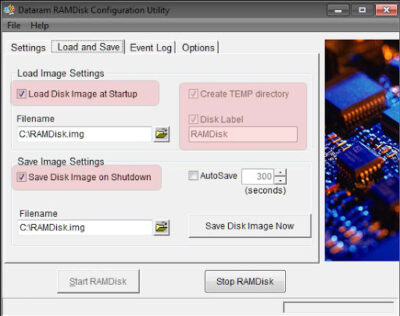 Dataram RAMDisk Configuration Utility
File Help
Settings Load and Save Event Log Options
Load Image Settings
Load Disk Image at Startup
Create TEMP directory
Filename
Disk Label
C:\RAMDisk.img
RAMDisk
Save Image Settings
Save Disk Image on Shutdown
AutoSave 300
(seconds)
Filename
C:\RAMDisk.img
Save Disk Image Now
Start RAMDisk Stop RAMDisk